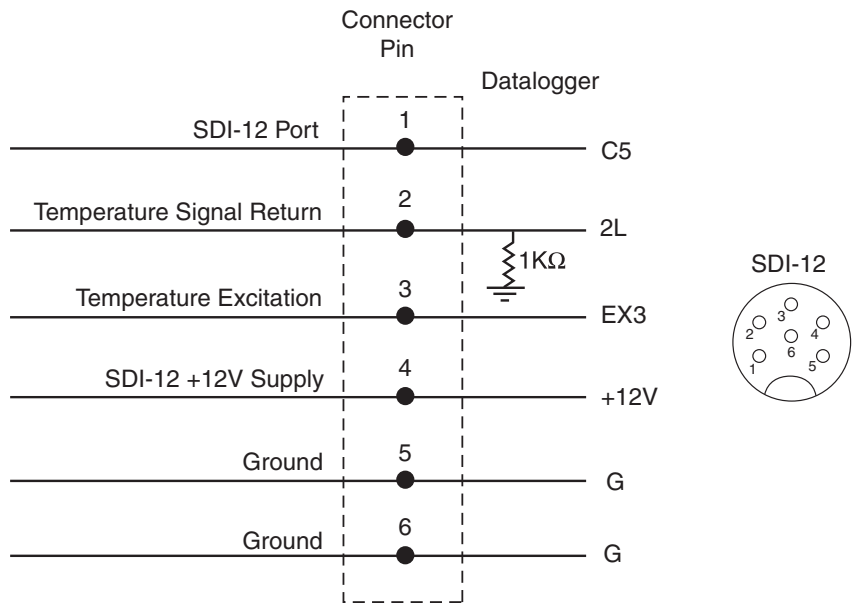 Connector
Pin
Datalogger
SDI-12 Port
1
C5
Temperature Signal Return
2
2L
1KΩ
Temperature Excitation
3
EX3
SDI-12 +12V Supply
4
+12V
Ground
5
G
Ground
6
G
SDI-12
3
2
4
6
1
5